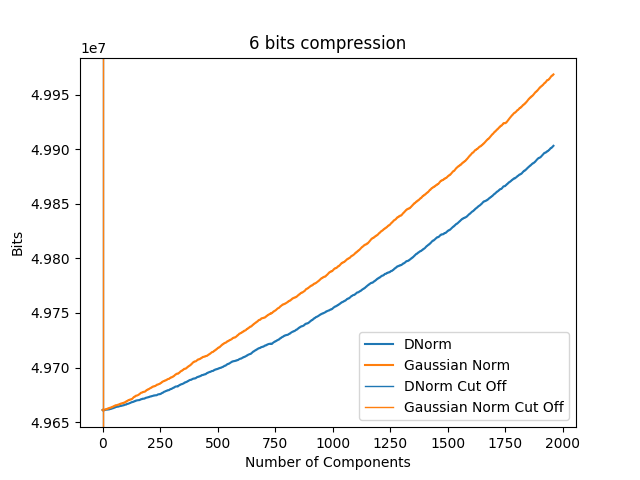 6 bits compression
1e7
4.995
4.990
4.985
4.980
4.975
4.970
4.965
Bits
0 250 500 750 1000 1250 1500 1750 2000
Number of Components
DNorm
Gaussian Norm
DNorm Cut Off
Gaussian Norm Cut Off